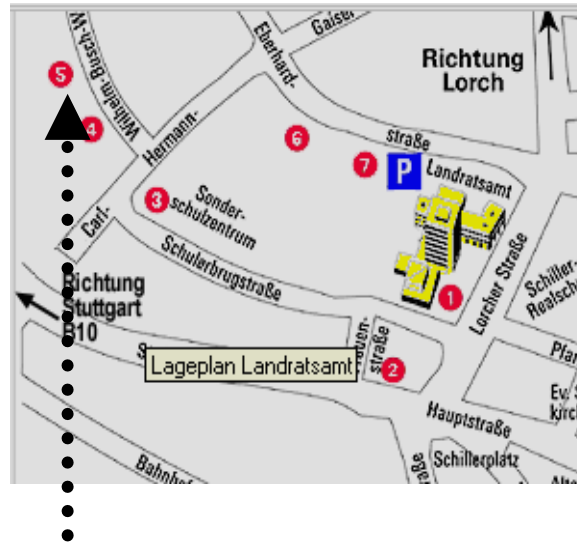 Gaiser
Eberhard-
Richtung
Lorch
Wilhelm-Busch-W
5
4
Hermann-
6
straße
7
P
Landratsamt
3
Sonder-
schulzentrum
Carl-
Schulerbrugstraße
Richtung
Stuttgart
B10
1
Lorcher Straße
Schiller-
Realsch
straße
2
Lageplan Landratsamt
Hauptstraße
Ev.
kirch
Schillerplatz
Bahnhof